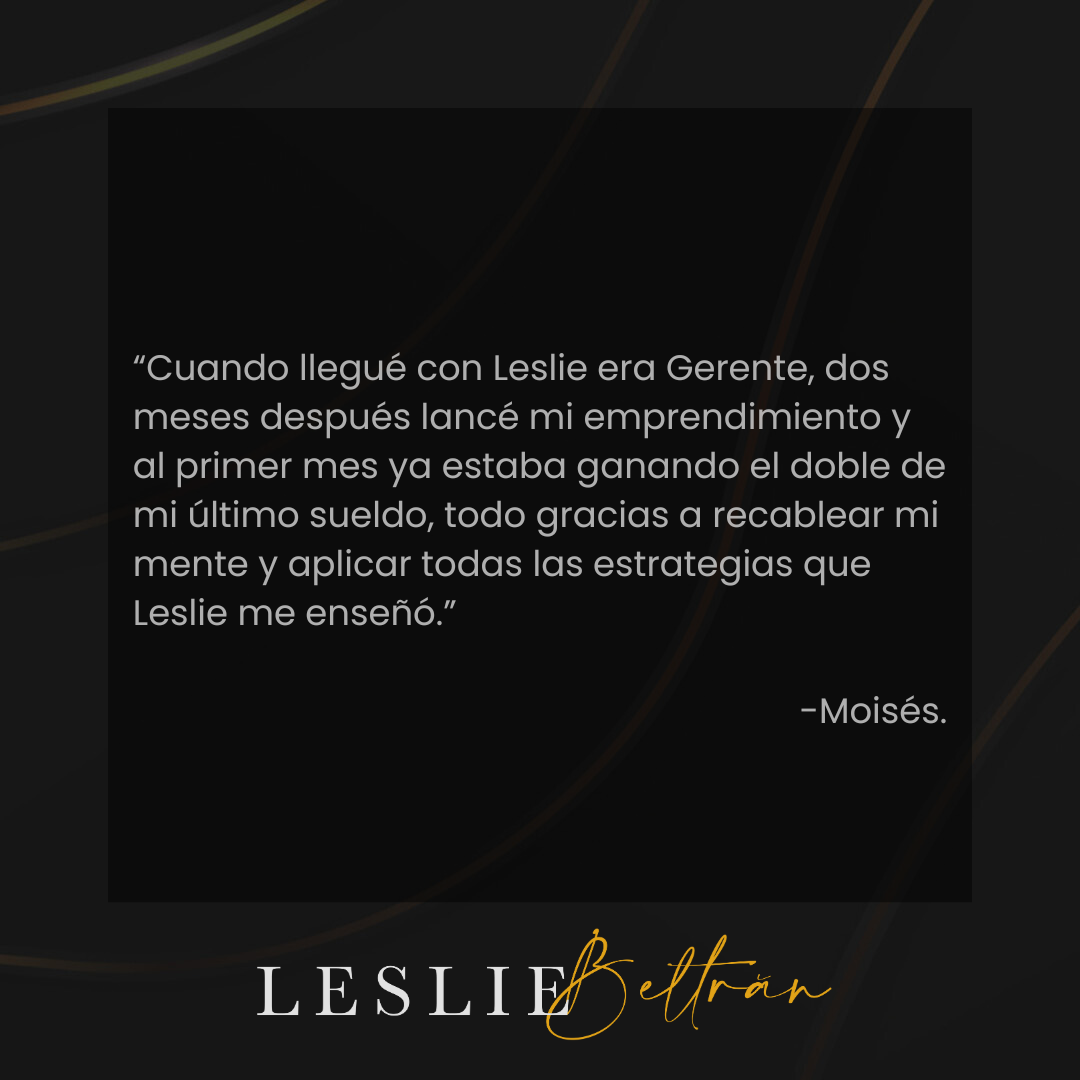 “Cuando llegué con Leslie era Gerente, dos
meses después lancé mi emprendimiento y
al primer mes ya estaba ganando el doble de
mi último sueldo, todo gracias a recablear mi
mente y aplicar todas las estrategias que
Leslie me enseñó.”
-Moisés.
LESLIE Beltrán